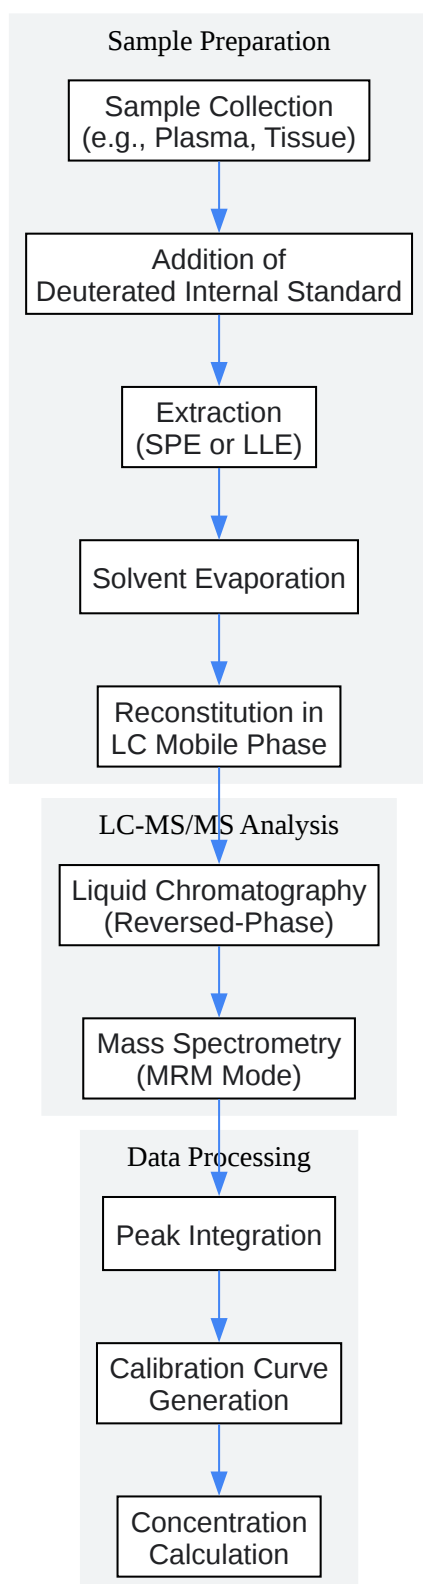 Sample Preparation
Sample Collection
(e.g., Plasma, Tissue)
Addition of
Deuterated Internal Standard
Extraction
(SPE or LLE)
Solvent Evaporation
Reconstitution in
LC Mobile Phase
LC-MS/MS Analysis
Liquid Chromatography
(Reversed-Phase)
Mass Spectrometry
(MRM Mode)
Data Processing
Peak Integration
Calibration Curve
Generation
Concentration
Calculation